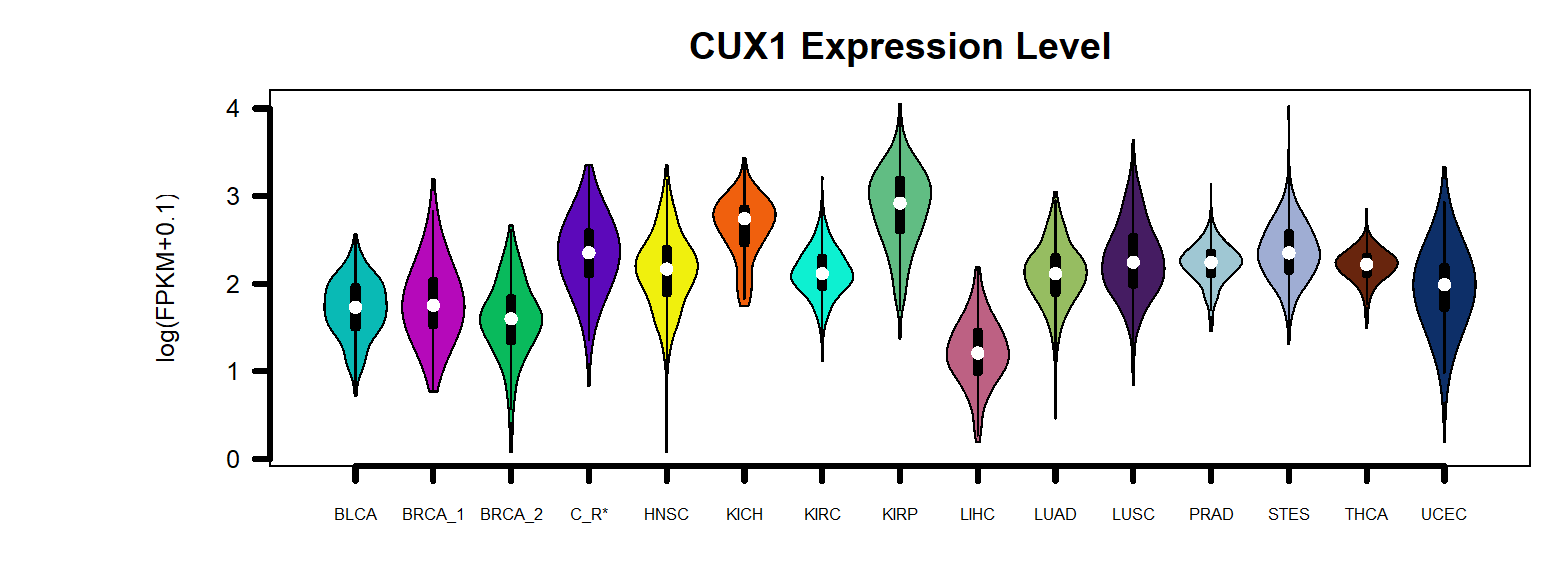 CUX1 Expression Level
log(FPKM+0.1)
4
3
2
1
0
BLCA BRCA_1 BRCA_2 C_R* HNSC KICH KIRC KIRP LIHC LUAD LUSC PRAD STES THCA UCEC